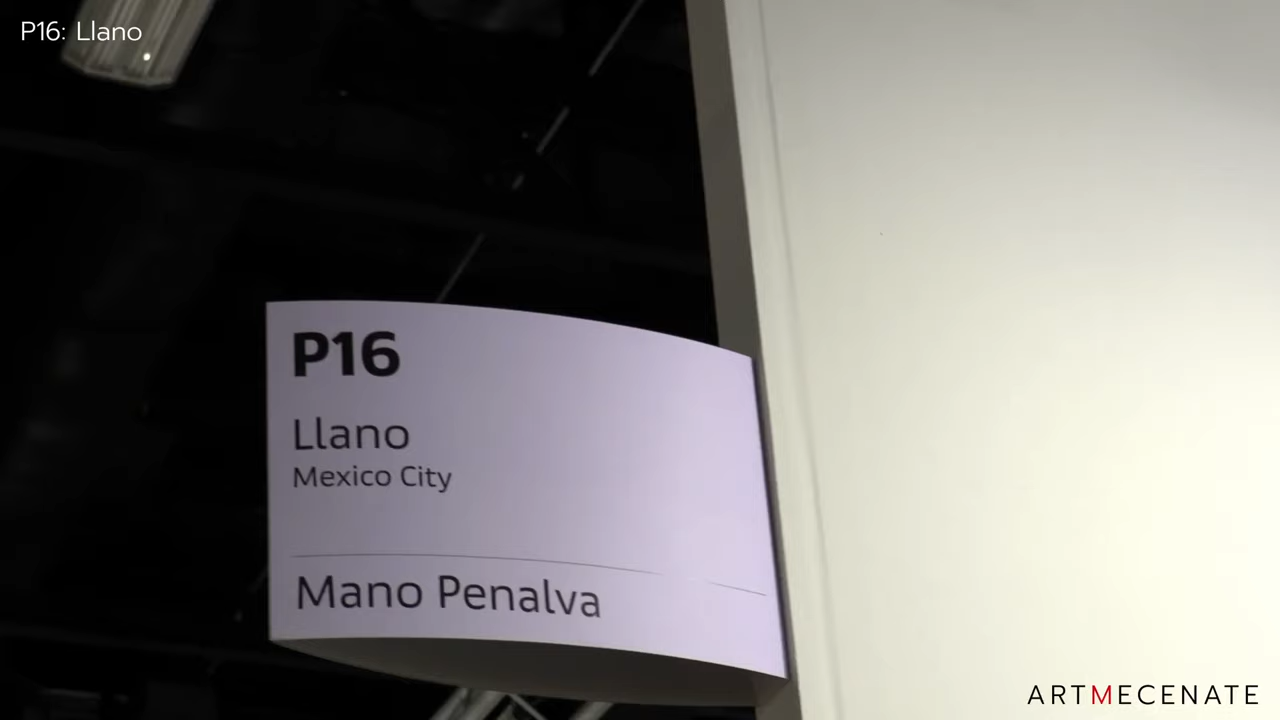 P16: Llano
P16
Llano
Mexico City
Mano Penalva
ARTMECENATE